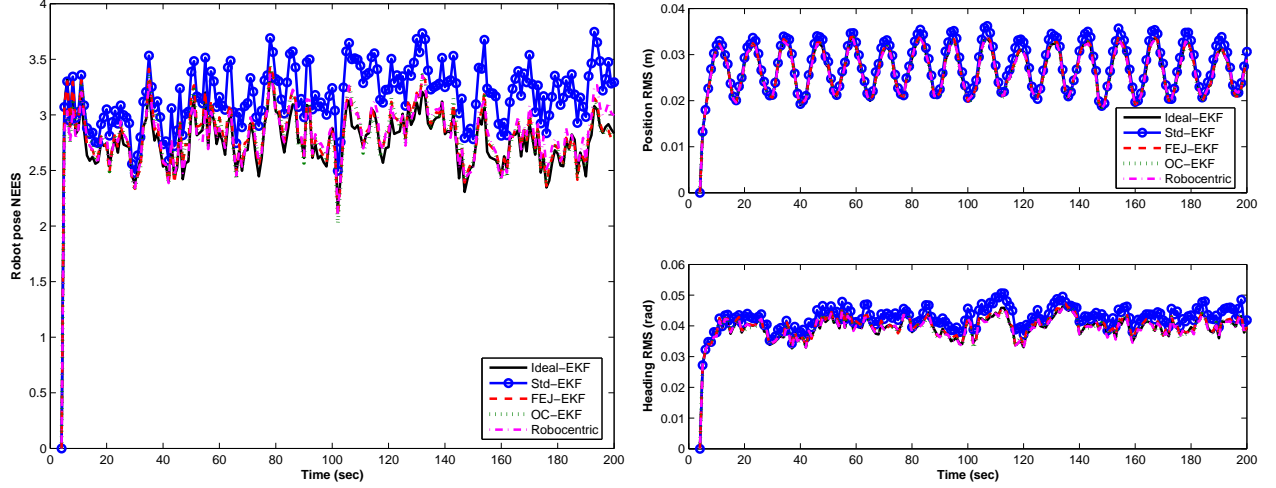 4
3.5
3
2.5
2
1.5
1
0.5
0
Robot pose NEES
0 20 40 60 80 100 120 140 160 180 200
Time (sec)
Ideal−EKF
Std−EKF
FEJ−EKF
OC−EKF
Robocentric
0.04
0.03
0.02
0.01
0
Position RMS (m)
0 20 40 60 80 100 120 140 160 180 200
Ideal−EKF
Std−EKF
FEJ−EKF
OC−EKF
Robocentric
0.06
0.05
0.04
0.03
0.02
0.01
0.0
Heading RMS (rad)
0 20 40 60 80 100 120 140 160 180 200
Time (sec)